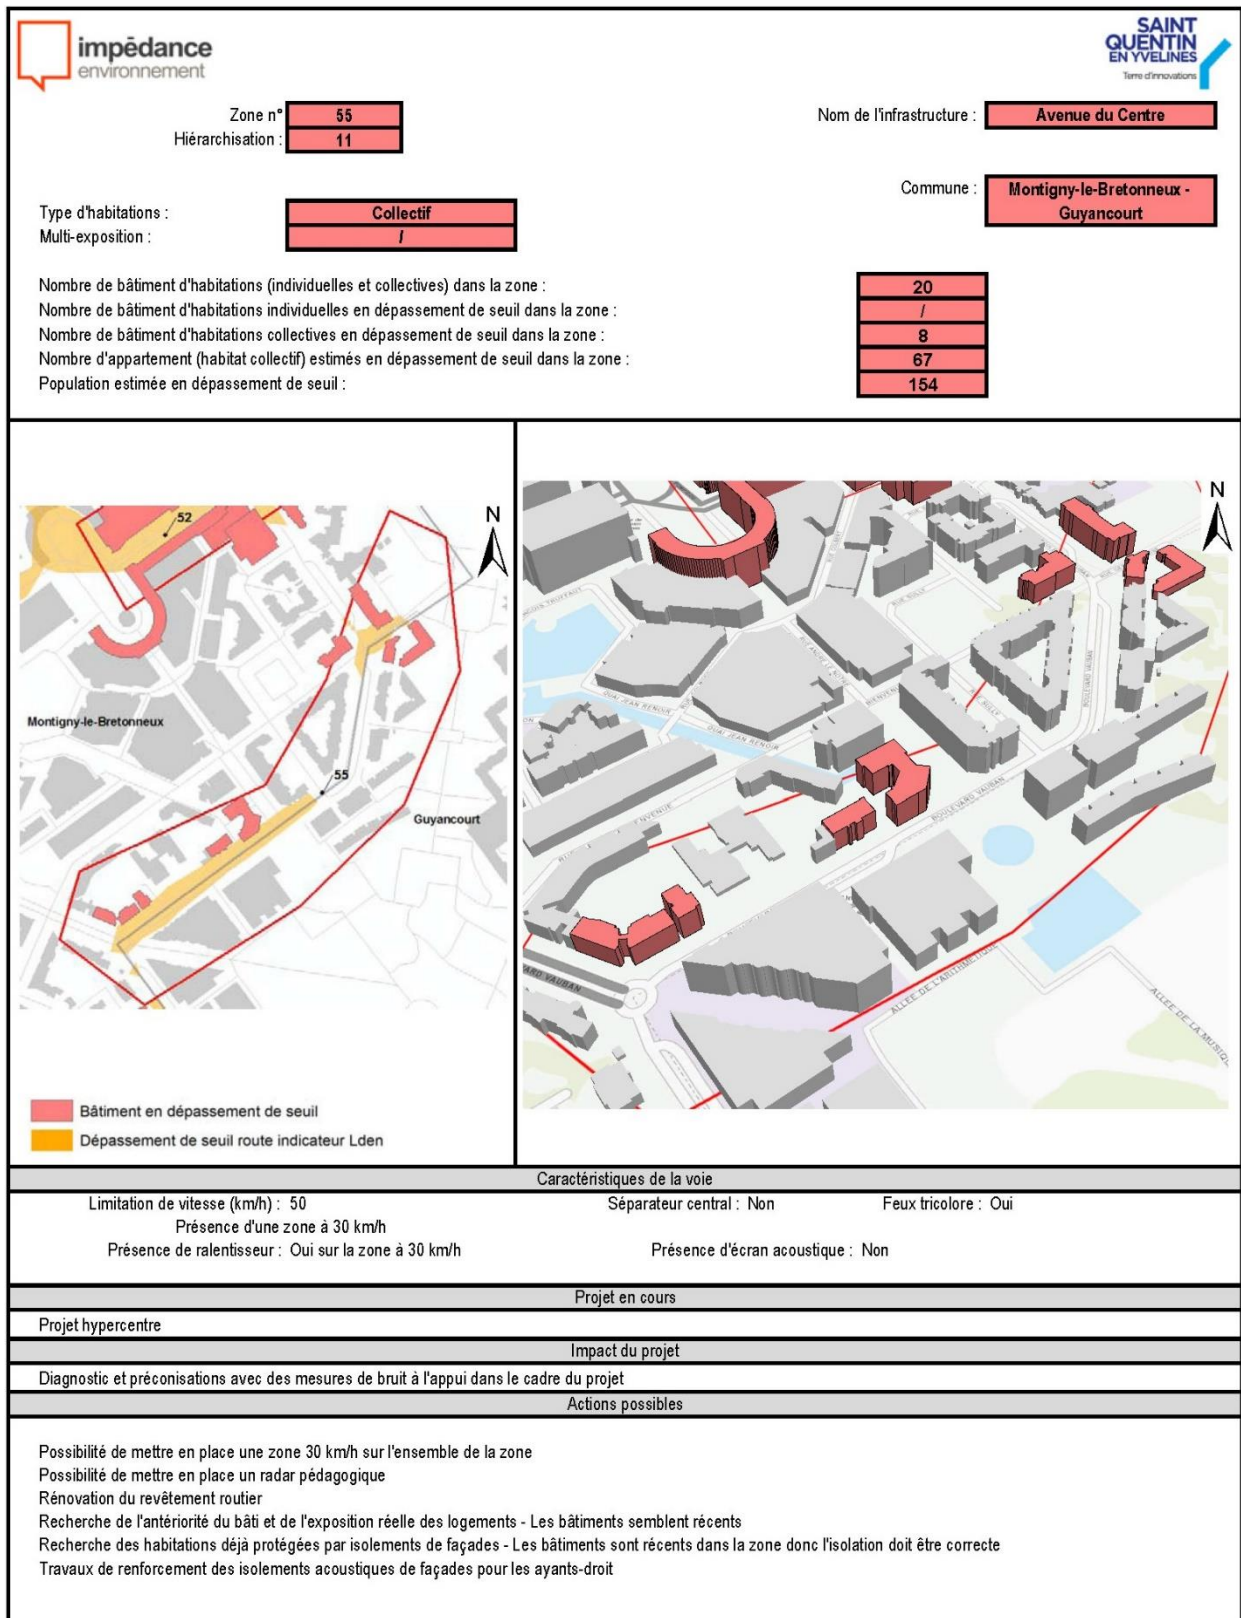 impédance
environnement
SAINT
QUENTIN
EN YVELINES
Terre d'innovations
Zone n° 55
Hiérarchisation : 11
Nom de l'infrastructure : Avenue du Centre
Commune : Montigny-le-Bretonneux -
Guyancourt
Type d'habitations : Collectif
Multi-exposition : /
Nombre de bâtiment d'habitations (individuelles et collectives) dans la zone : 20
Nombre de bâtiment d'habitations individuelles en dépassement de seuil dans la zone : /
Nombre de bâtiment d'habitations collectives en dépassement de seuil dans la zone : 8
Nombre d'appartement (habitat collectif) estimés en dépassement de seuil dans la zone : 67
Population estimée en dépassement de seuil : 154
52
N
Montigny-le-Bretonneux
55
Guyancourt
N
QUAI JEAN RENOIR
QUAI JEAN RENOIR
RUE SULLY
BOULEVARD VAUBAN
BOULEVARD VAUBAN
ALLEE DE L'ARITHMETIQUE
ALLEE DE LA MUSIQUE
Bâtiment en dépassement de seuil
Dépassement de seuil route indicateur Lden
Caractéristiques de la voie
Limitation de vitesse (km/h) : 50 Séparateur central : Non Feux tricolore : Oui
Présence d'une zone à 30 km/h
Présence de ralentisseur : Oui sur la zone à 30 km/h Présence d'écran acoustique : Non
Projet en cours
Projet hypercentre
Impact du projet
Diagnostic et préconisations avec des mesures de bruit à l'appui dans le cadre du projet
Actions possibles
Possibilité de mettre en place une zone 30 km/h sur l'ensemble de la zone
Possibilité de mettre en place un radar pédagogique
Rénovation du revêtement routier
Recherche de l'antériorité du bâti et de l'exposition réelle des logements - Les bâtiments semblent récents
Recherche des habitations déjà protégées par isolements de façades - Les bâtiments sont récents dans la zone donc l'isolation doit être correcte
Travaux de renforcement des isolements acoustiques de façades pour les ayants-droit